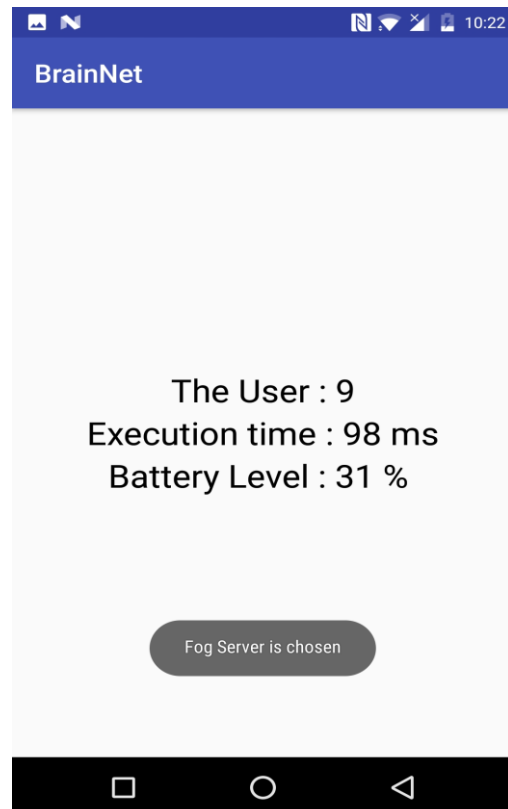 10:22
BrainNet
The User : 9
Execution time : 98 ms
Battery Level : 31 %
Fog Server is chosen